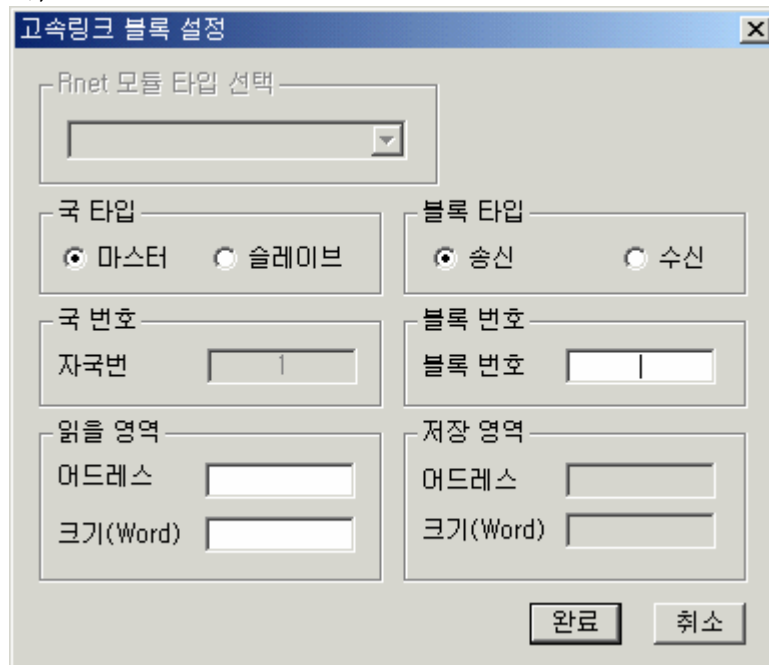 고속링크 블록 설정
Rnet 모듈 타입 선택
국 타입
마스터 슬레이브
블록 타입
송신 수신
국 번호
자국번 1
블록 번호
블록 번호
읽을 영역
어드레스
크기(Word)
저장 영역
어드레스
크기(Word)
완료 취소